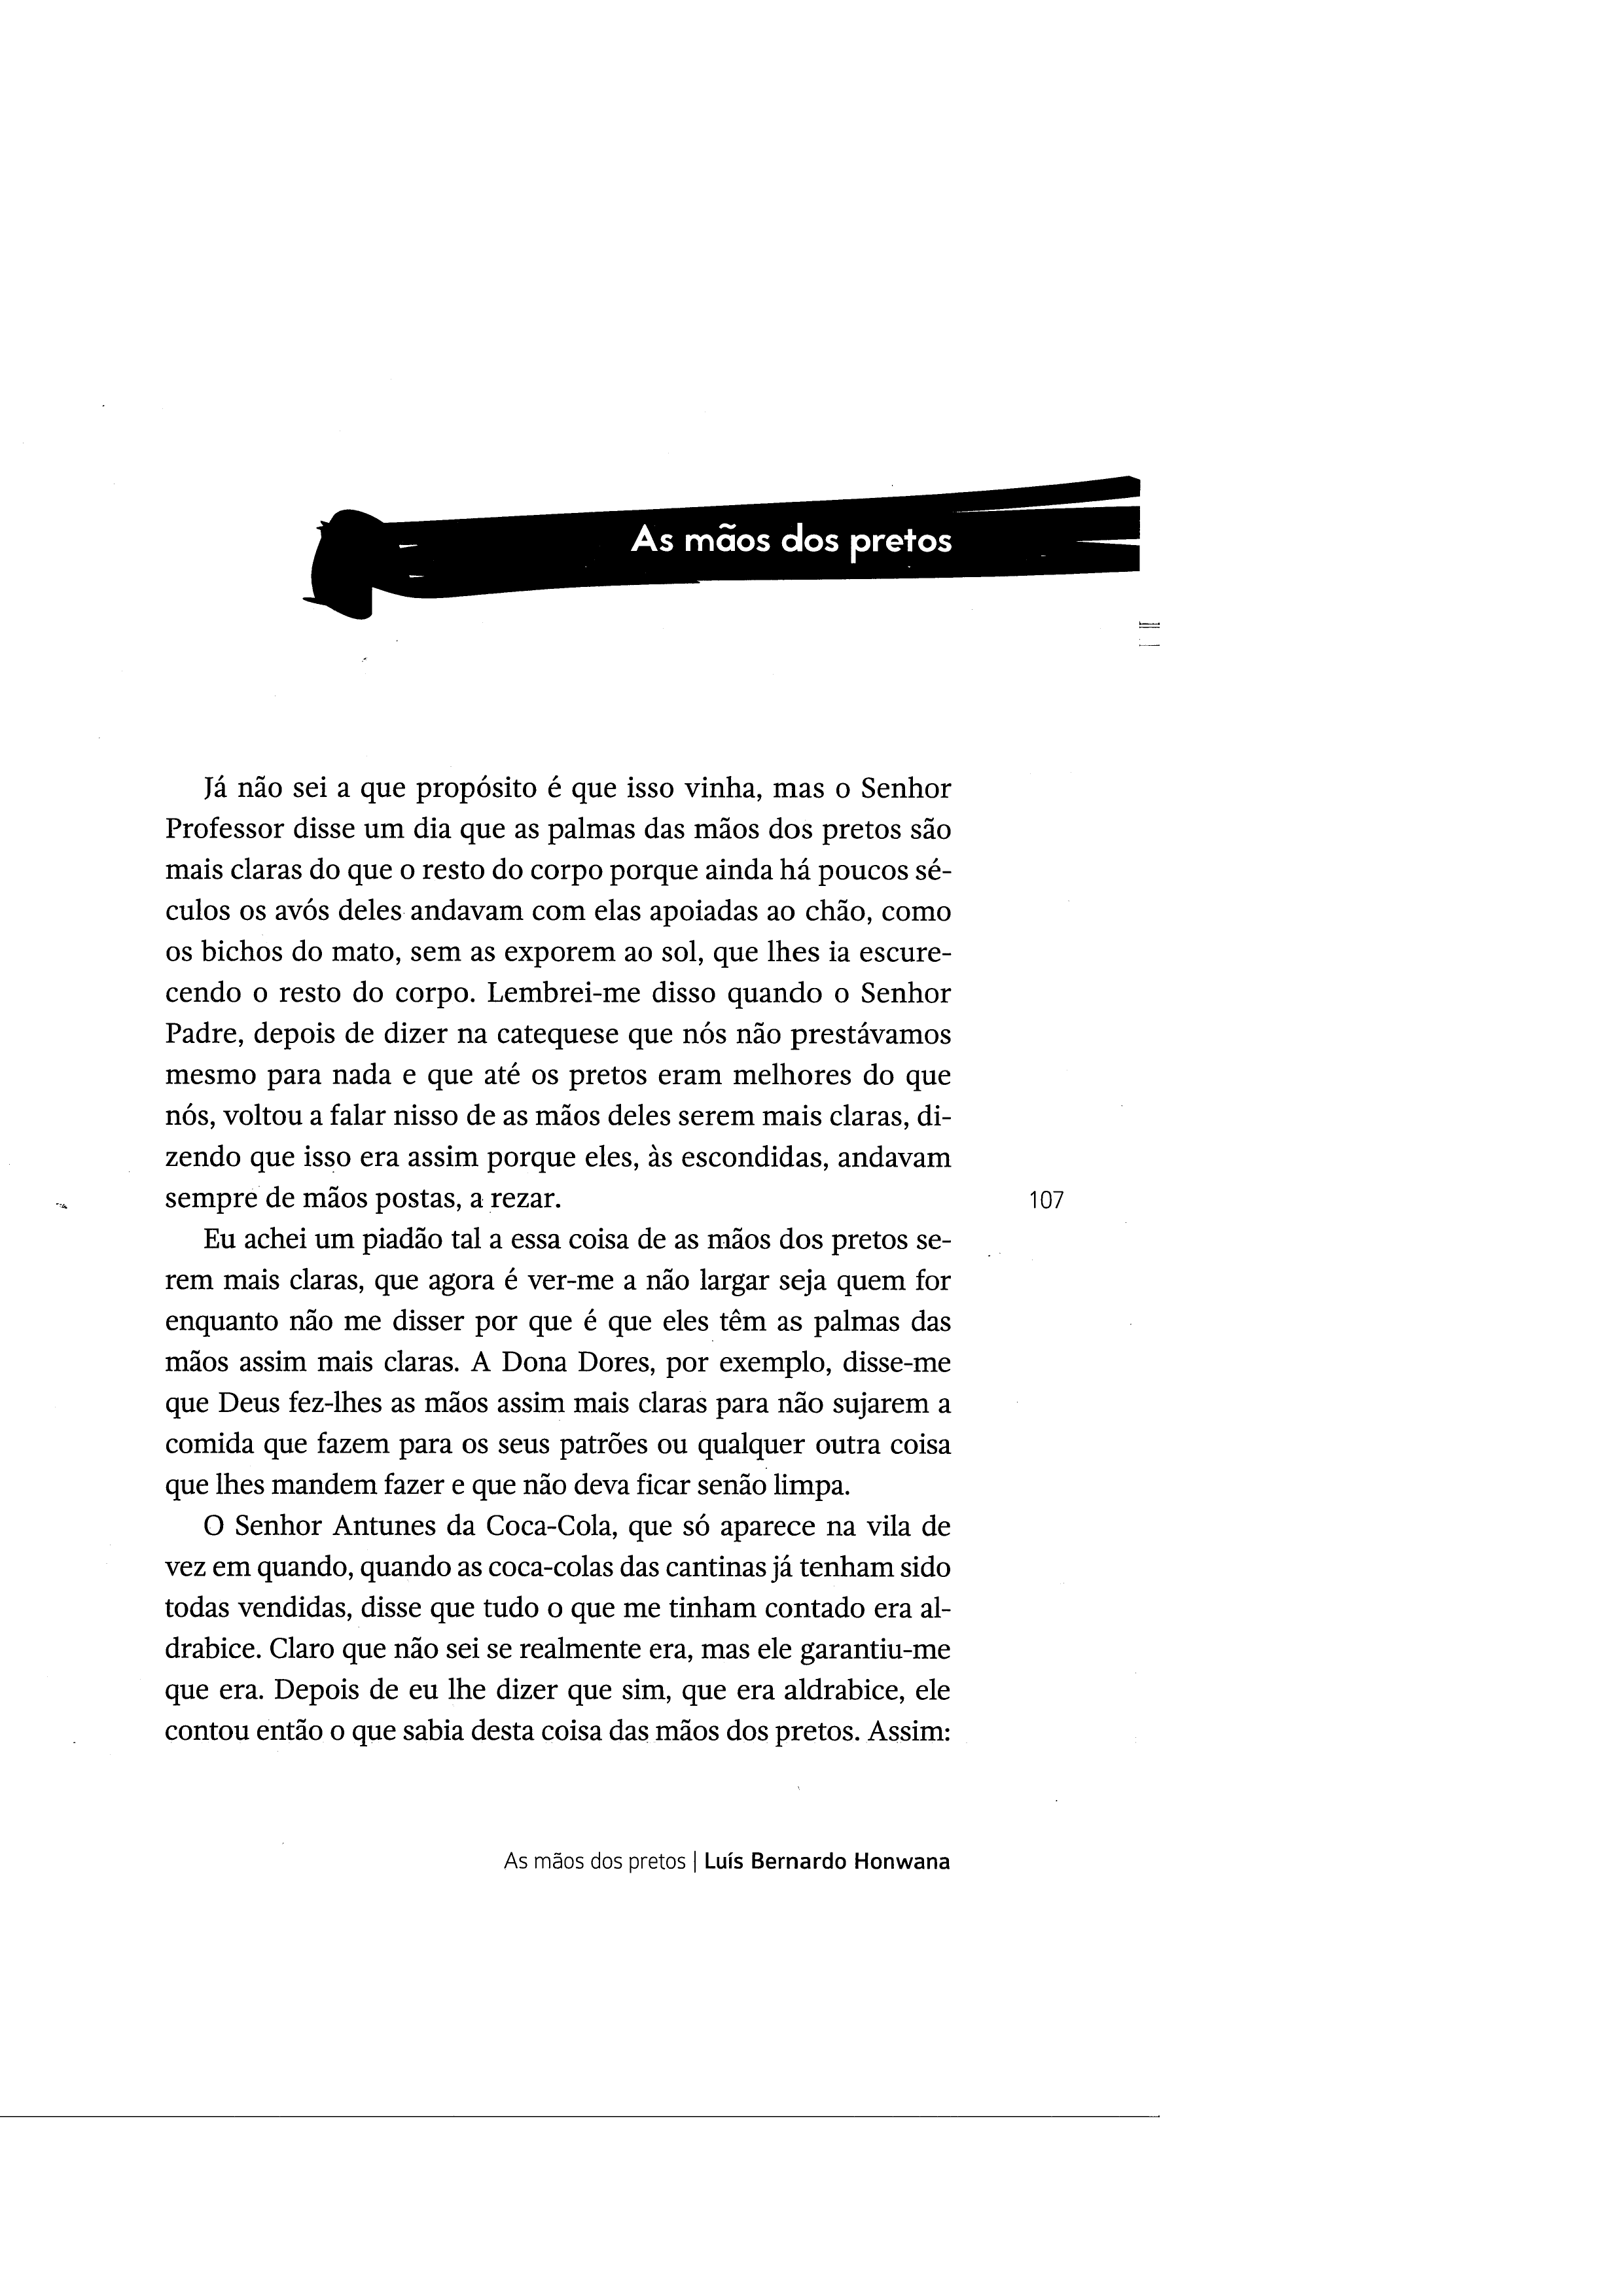 As mãos dos pretos
Já não sei a que propósito é que isso vinha, mas o Senhor
Professor disse um dia que as palmas das mãos dos pretos são
mais claras do que o resto do corpo porque ainda há poucos sé-
culos os avós deles andavam com elas apoiadas ao chão, como
os bichos do mato, sem as exporem ao sol, que lhes ia escure-
cendo o resto do corpo. Lembrei-me disso quando o Senhor
Padre, depois de dizer na catequese que nós não prestávamos
mesmo para nada e que até os pretos eram melhores do que
nós, voltou a falar nisso de as mãos deles serem mais claras, di-
zendo que isso era assim porque eles, às escondidas, andavam
sempre de mãos postas, a rezar.
107
Eu achei um piadão tal a essa coisa de as mãos dos pretos se-
rem mais claras, que agora é ver-me a não largar seja quem for
enquanto não me disser por que é que eles têm as palmas das
mãos assim mais claras. A Dona Dores, por exemplo, disse-me
que Deus fez-lhes as mãos assim mais claras para não sujarem a
comida que fazem para os seus patrões ou qualquer outra coisa
que lhes mandem fazer e que não deva ficar senão limpa.
O Senhor Antunes da Coca-Cola, que só aparece na vila de
vez em quando, quando as coca-colas das cantinas já tenham sido
todas vendidas, disse que tudo o que me tinham contado era al-
drabice. Claro que não sei se realmente era, mas ele garantiu-me
que era. Depois de eu lhe dizer que sim, que era aldrabice, ele
contou então o que sabia desta coisa das mãos dos pretos. Assim:
As mãos dos pretos | Luís Bernardo Honwana